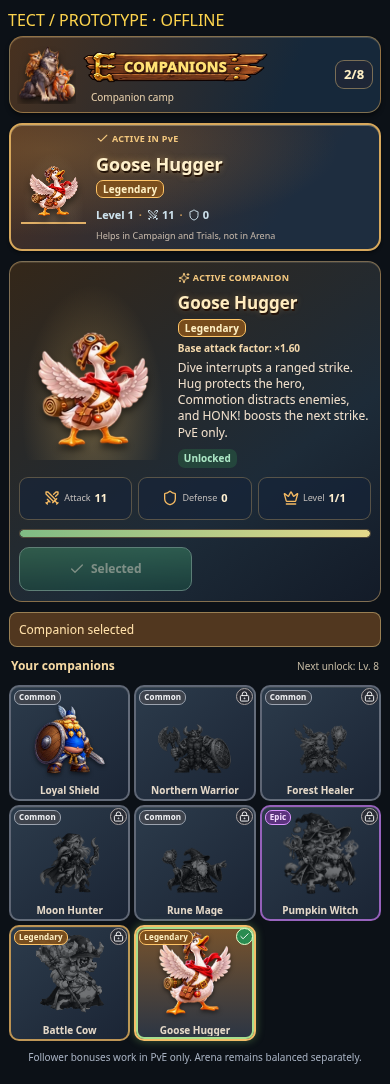 TECT / PROTOTYPE · OFFLINE
COMPANIONS
Companion camp
2/8
ACTIVE IN PvE
Goose Hugger
Legendary
Level 1 · 11 · 0
Helps in Campaign and Trials, not in Arena
ACTIVE COMPANION
Goose Hugger
Legendary
Base attack factor: ×1.60
Dive interrupts a ranged strike.
Hug protects the hero,
Commotion distracts enemies,
and HONK! boosts the next strike.
PvE only.
Unlocked
Attack 11
Defense 0
Level 1/1
Selected
Companion selected
Your companions
Next unlock: Lv. 8
Common
Loyal Shield
Common
Northern Warrior
Common
Forest Healer
Common
Moon Hunter
Common
Rune Mage
Epic
Pumpkin Witch
Legendary
Battle Cow
Legendary
Goose Hugger
Follower bonuses work in PvE only. Arena remains balanced separately.